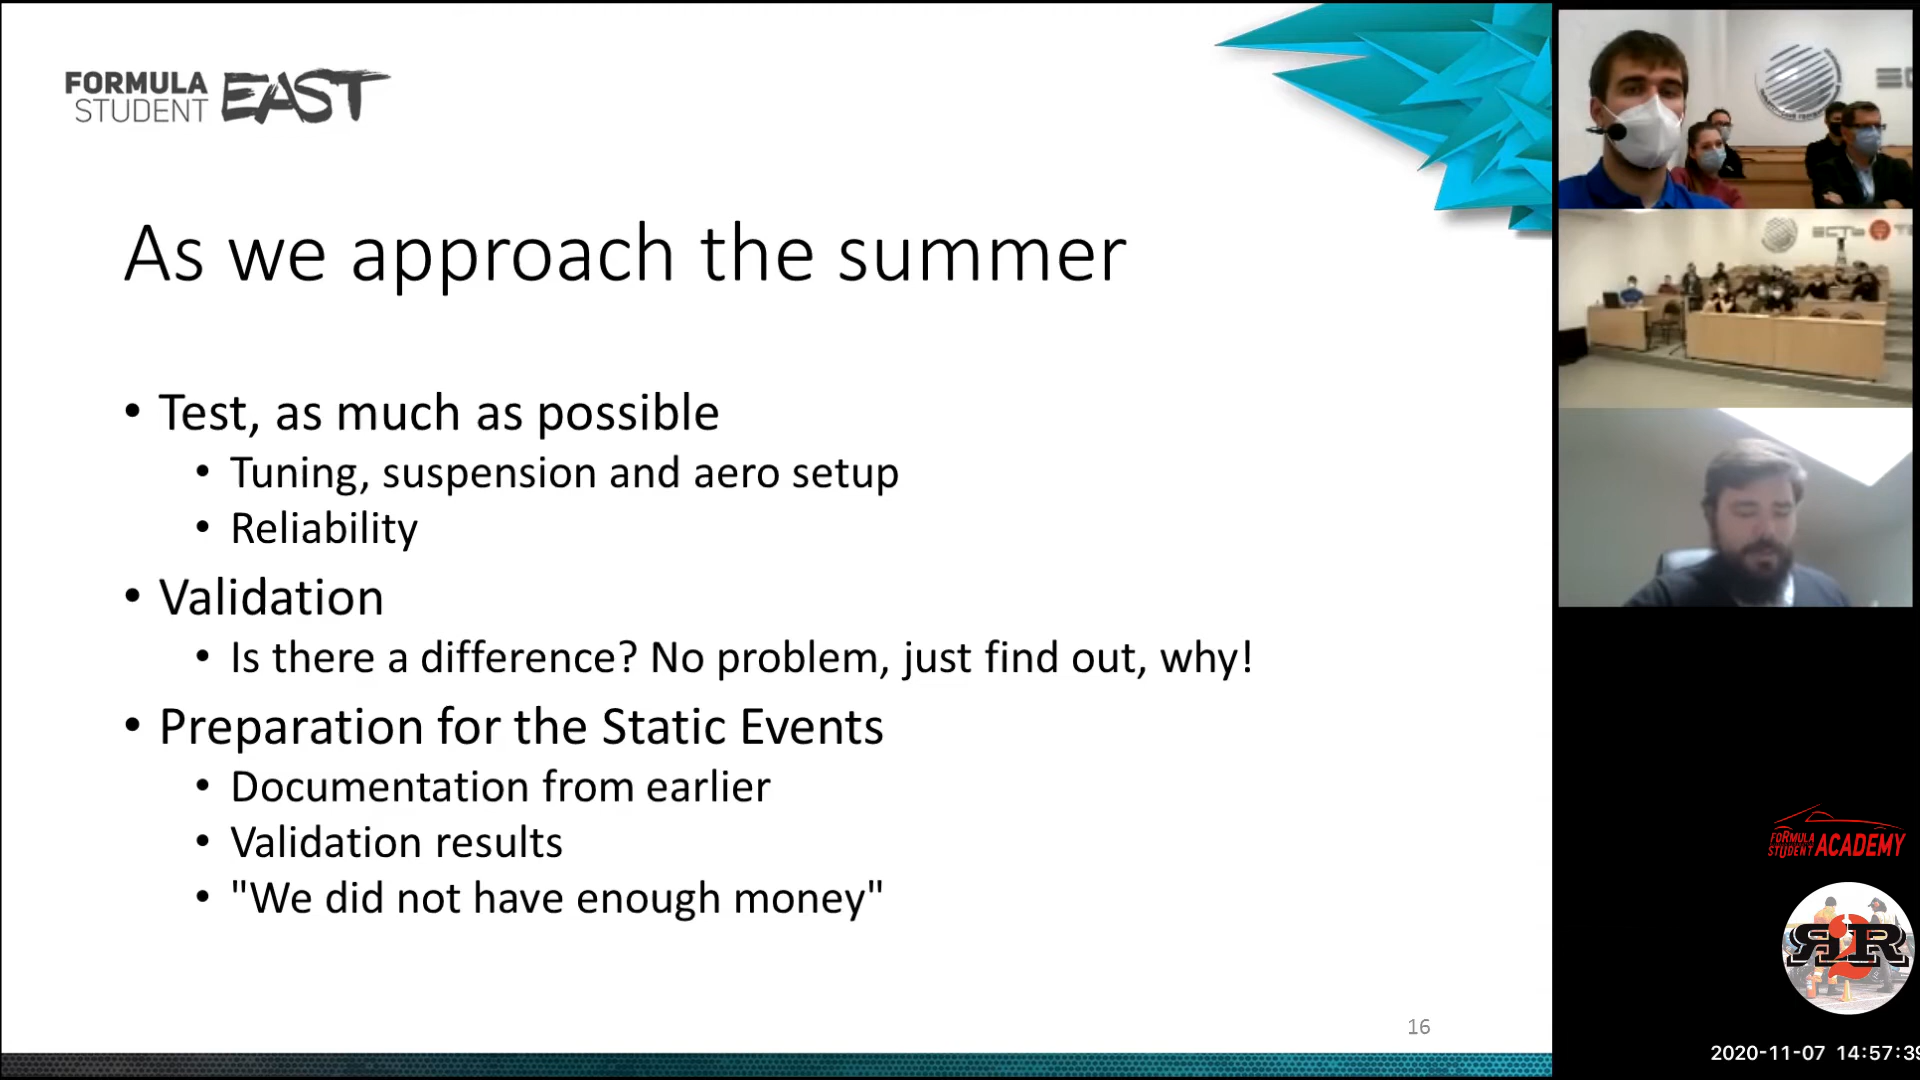 FORMULA
STUDENT EAST
As we approach the summer
• Test, as much as possible
• Tuning, suspension and aero setup
• Reliability
• Validation
• Is there a difference? No problem, just find out, why!
• Preparation for the Static Events
• Documentation from earlier
• Validation results
• "We did not have enough money"
16
ЕСТЬ
FORMULA
STUDENT ACADEMY
Я2R
2020-11-07 14:57:39